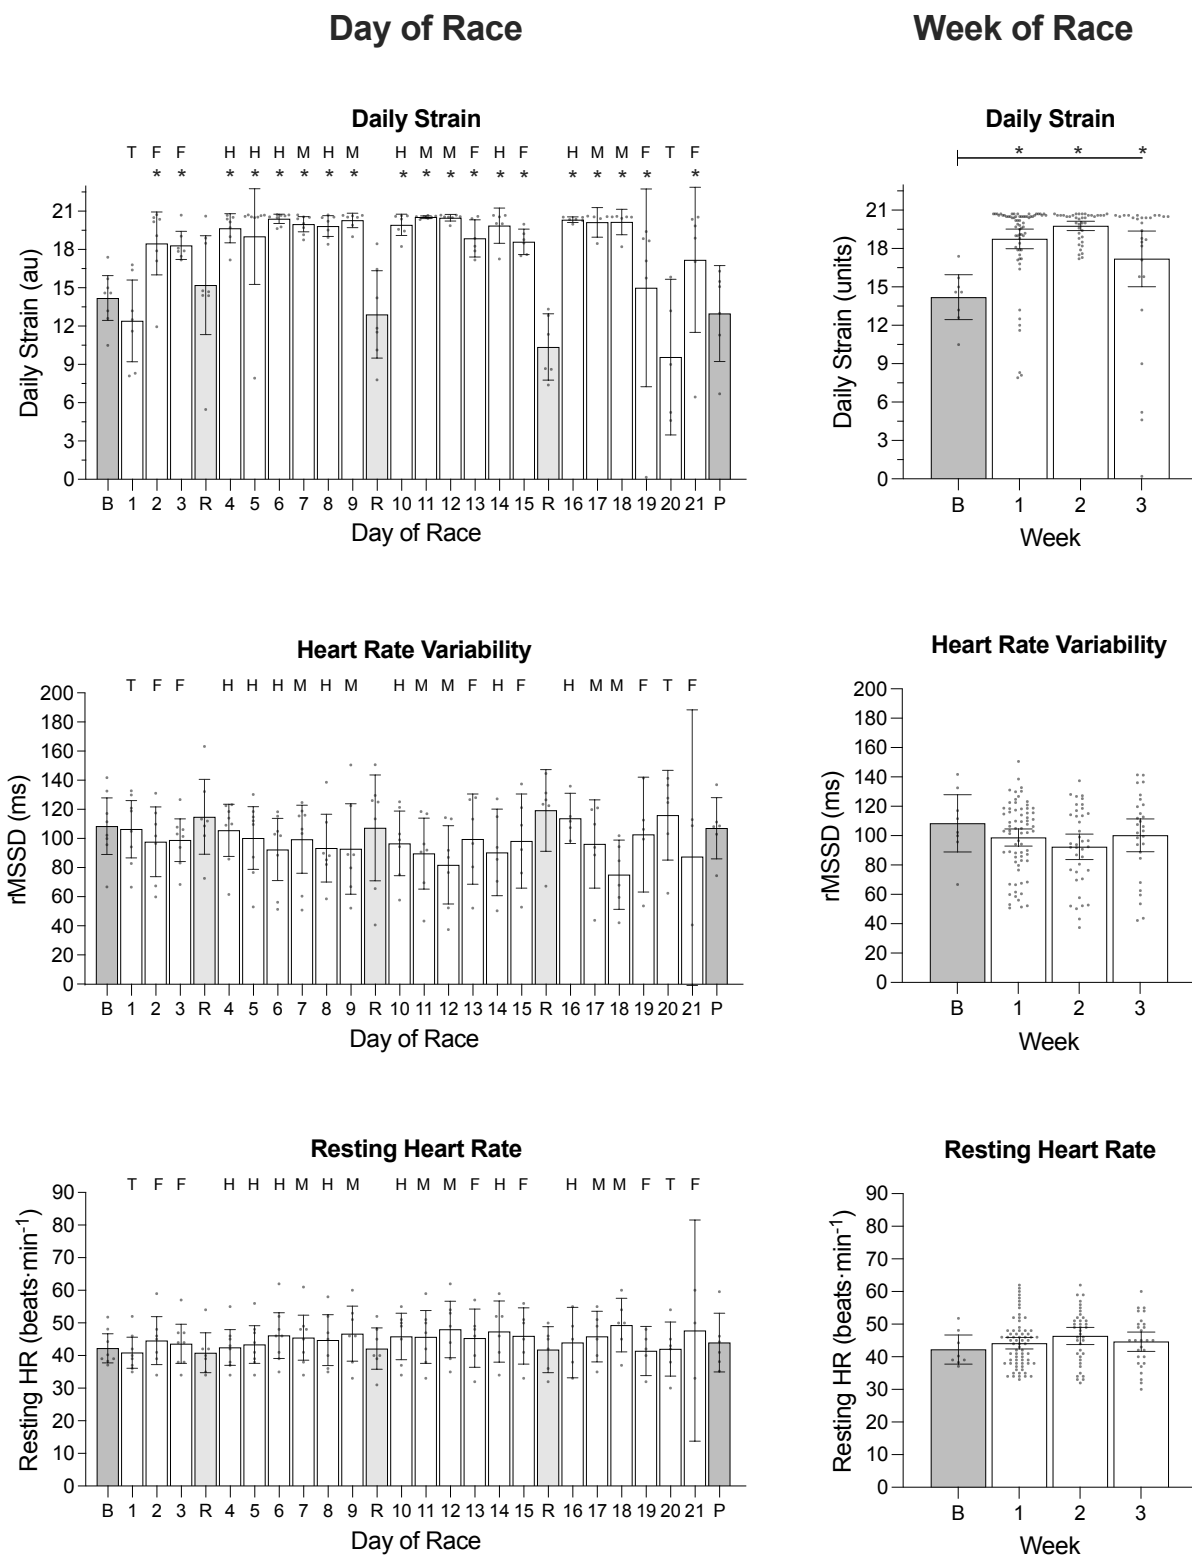 Day of Race
Week of Race
Daily Strain
T F F H H H M H M H M M F H F H M M F T F
* * * * * * * * * * * * * * * * * * * *
Daily Strain (au)
21
18
15
12
9
6
3
0
B 1 2 3 R 4 5 6 7 8 9 R 10 11 12 13 14 15 R 16 17 18 19 20 21 P
Day of Race
Daily Strain
* * *
Daily Strain (units)
21
18
15
12
9
6
3
0
B 1 2 3
Week
Heart Rate Variability
T F F H H H M H M H M M F H F H M M F T F
rMSSD (ms)
200
180
160
140
120
100
80
60
40
20
0
B 1 2 3 R 4 5 6 7 8 9 R 10 11 12 13 14 15 R 16 17 18 19 20 21 P
Day of Race
Heart Rate Variability
rMSSD (ms)
200
180
160
140
120
100
80
60
40
20
0
B 1 2 3
Week
Resting Heart Rate
T F F H H H M H M H M M F H F H M M F T F
Resting HR (beats·min⁻¹)
90
80
70
60
50
40
30
20
10
0
B 1 2 3 R 4 5 6 7 8 9 R 10 11 12 13 14 15 R 16 17 18 19 20 21 P
Day of Race
Resting Heart Rate
Resting HR (beats·min⁻¹)
90
80
70
60
50
40
30
20
10
0
B 1 2 3
Week